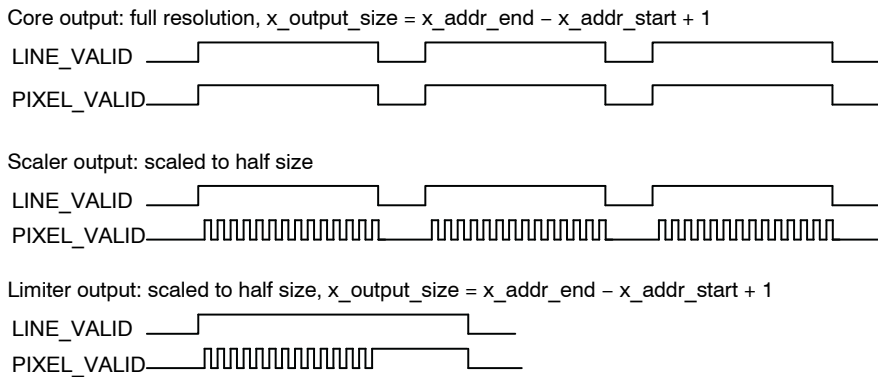 Core output: full resolution, x_output_size = x_addr_end − x_addr_start + 1
LINE_VALID
PIXEL_VALID
Scaler output: scaled to half size
LINE_VALID
PIXEL_VALID
Limiter output: scaled to half size, x_output_size = x_addr_end − x_addr_start + 1
LINE_VALID
PIXEL_VALID